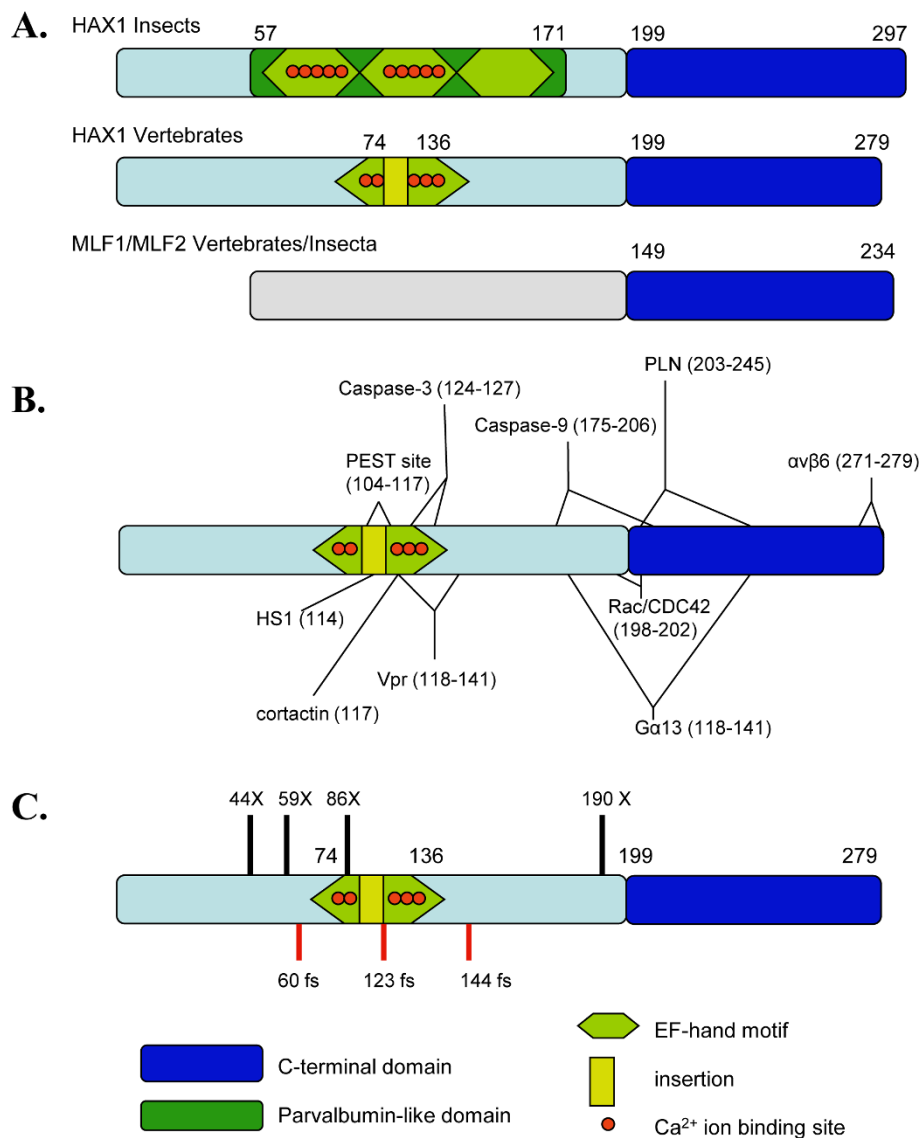 A.
HAX1 Insects
57 171 199 297
HAX1 Vertebrates
74 136 199 279
MLF1/MLF2 Vertebrates/Insecta
149 234
B.
PLN (203-245)
Caspase-3 (124-127)
Caspase-9 (175-206)
PEST site
(104-117)
αvβ6 (271-279)
HS1 (114)
Rac/CDC42
(198-202)
Vpr (118-141)
cortactin (117)
Gα13 (118-141)
C.
44X 59X 86X 190 X
74 136 199 279
60 fs 123 fs 144 fs
C-terminal domain
Parvalbumin-like domain
EF-hand motif
insertion
Ca²⁺ ion binding site